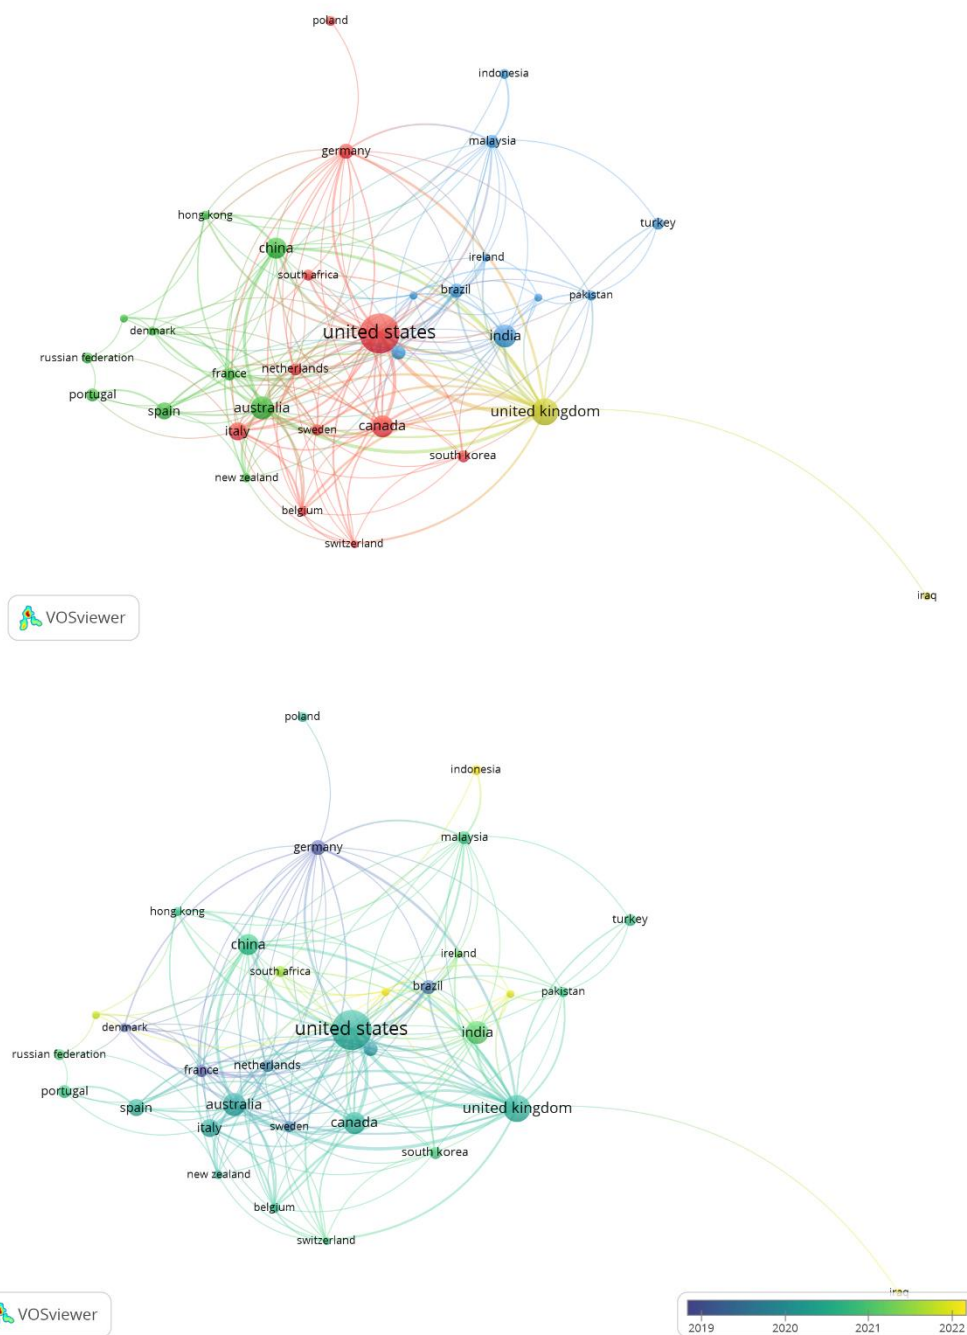 poland
indonesia
malaysia
germany
hong kong
turkey
china
ireland
south africa
brazil
pakistan
united states
india
denmark
russian federation
netherlands
france
portugal
spain
australia
united kingdom
canada
italy
sweden
south korea
new zealand
belgium
switzerland
iraq
VOSviewer
poland
indonesia
malaysia
germany
hong kong
turkey
china
ireland
south africa
brazil
pakistan
united states
denmark
india
russian federation
netherlands
france
portugal
australia
spain
united kingdom
canada
italy
sweden
south korea
new zealand
belgium
switzerland
iraq
VOSviewer
2019 2020 2021 2022